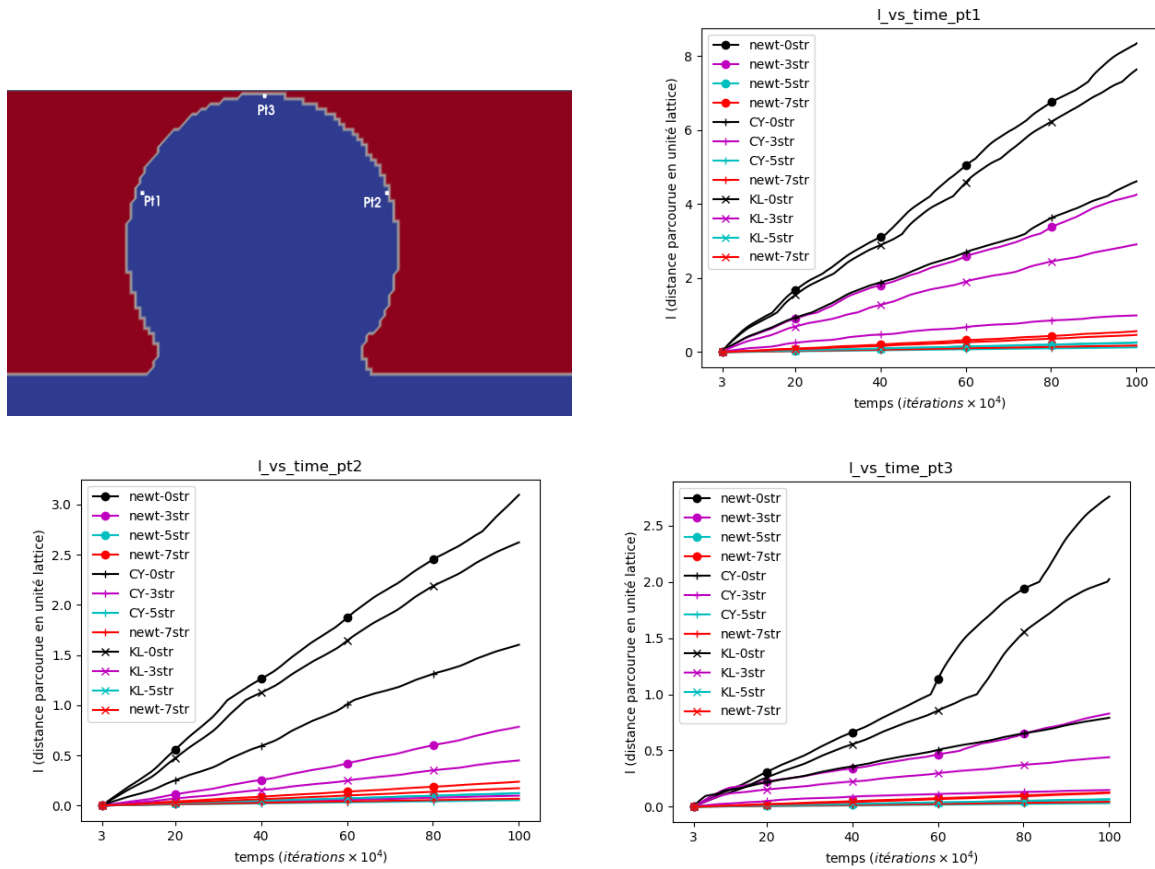 Pt3
Pt1
Pt2
l_vs_time_pt1
l (distance parcourue en unité lattice)
8
6
4
2
0
newt-0str
newt-3str
newt-5str
newt-7str
CY-0str
CY-3str
CY-5str
newt-7str
KL-0str
KL-3str
KL-5str
newt-7str
3 20 40 60 80 100
temps (itérations × 10⁴)
l_vs_time_pt2
l (distance parcourue en unité lattice)
3.0
2.5
2.0
1.5
1.0
0.5
0.0
newt-0str
newt-3str
newt-5str
newt-7str
CY-0str
CY-3str
CY-5str
newt-7str
KL-0str
KL-3str
KL-5str
newt-7str
3 20 40 60 80 100
temps (itérations × 10⁴)
l_vs_time_pt3
l (distance parcourue en unité lattice)
2.5
2.0
1.5
1.0
0.5
0.0
newt-0str
newt-3str
newt-5str
newt-7str
CY-0str
CY-3str
CY-5str
newt-7str
KL-0str
KL-3str
KL-5str
newt-7str
3 20 40 60 80 100
temps (itérations × 10⁴)